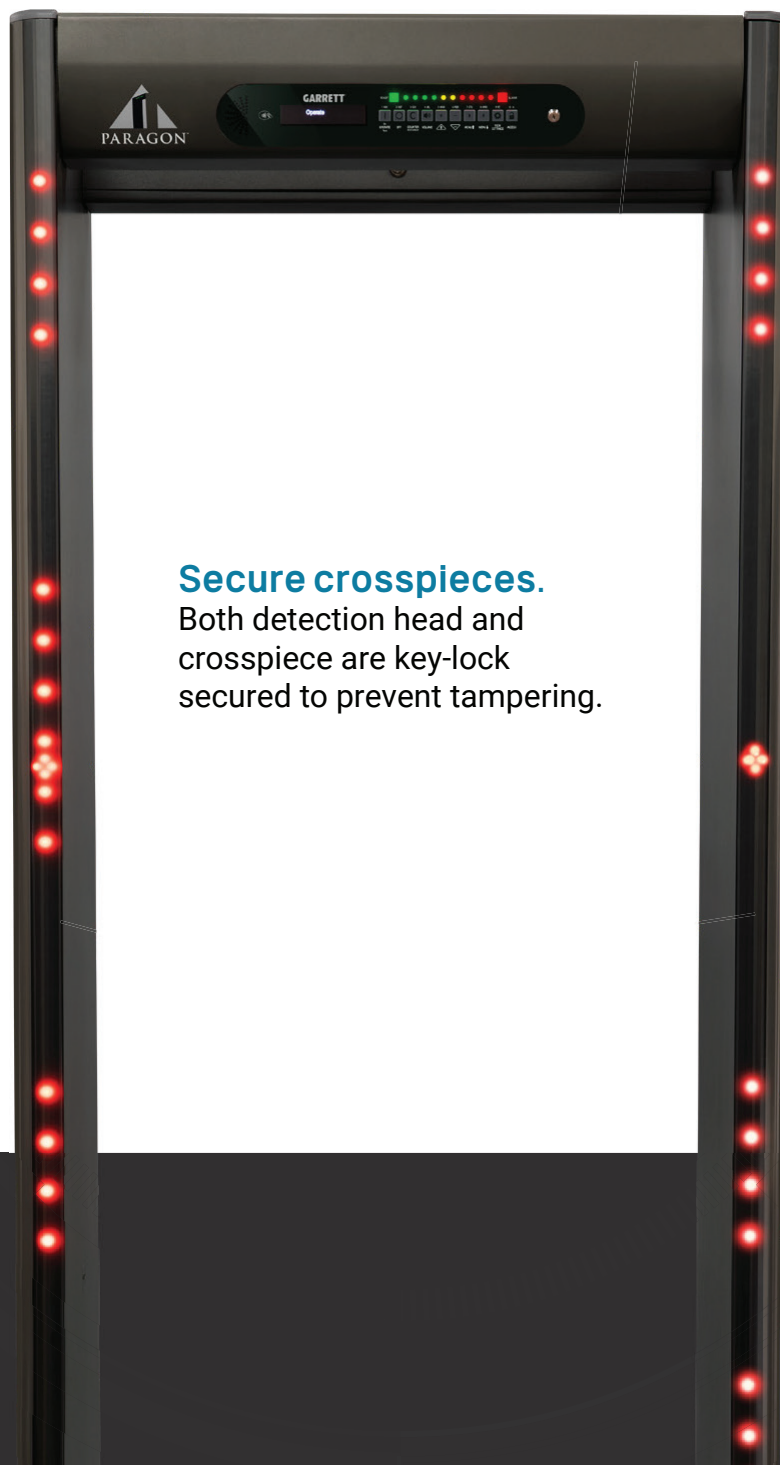 PARAGON
GARRETT
Operate
Secure crosspieces.
Both detection head and
crosspiece are key-lock
secured to prevent tampering.